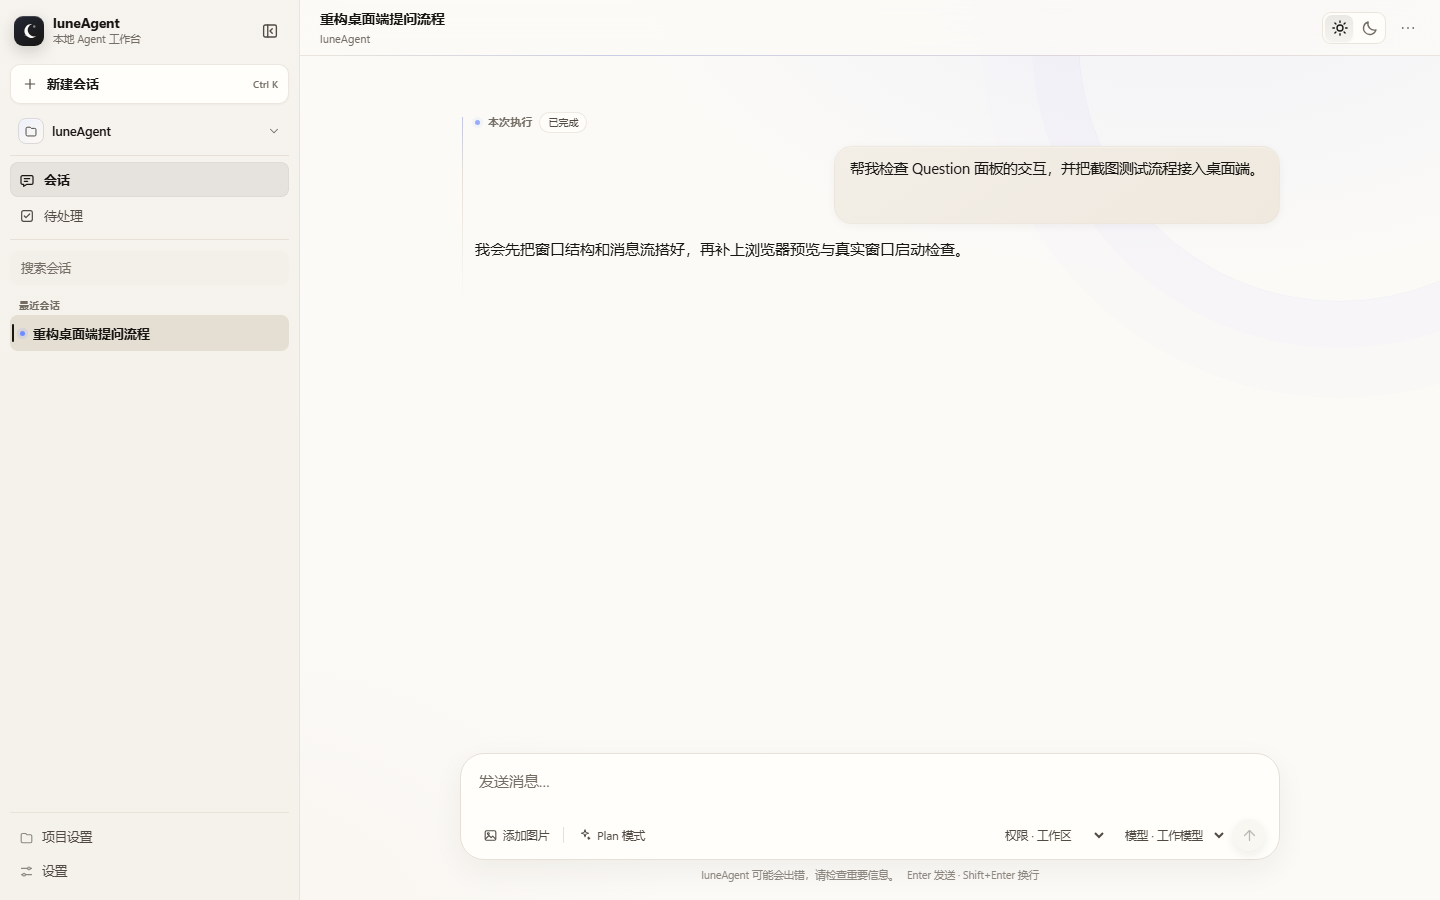 luneAgent
本地 Agent 工作台
新建会话
Ctrl K
luneAgent
会话
待处理
搜索会话
最近会话
重构桌面端提问流程
项目设置
设置
重构桌面端提问流程
luneAgent
本次执行 已完成
帮我检查 Question 面板的交互，并把截图测试流程接入桌面端。
我会先把窗口结构和消息流搭好，再补上浏览器预览与真实窗口启动检查。
发送消息...
添加图片
Plan 模式
权限 · 工作区
模型 · 工作模型
luneAgent 可能会出错，请检查重要信息。 Enter 发送 · Shift+Enter 换行